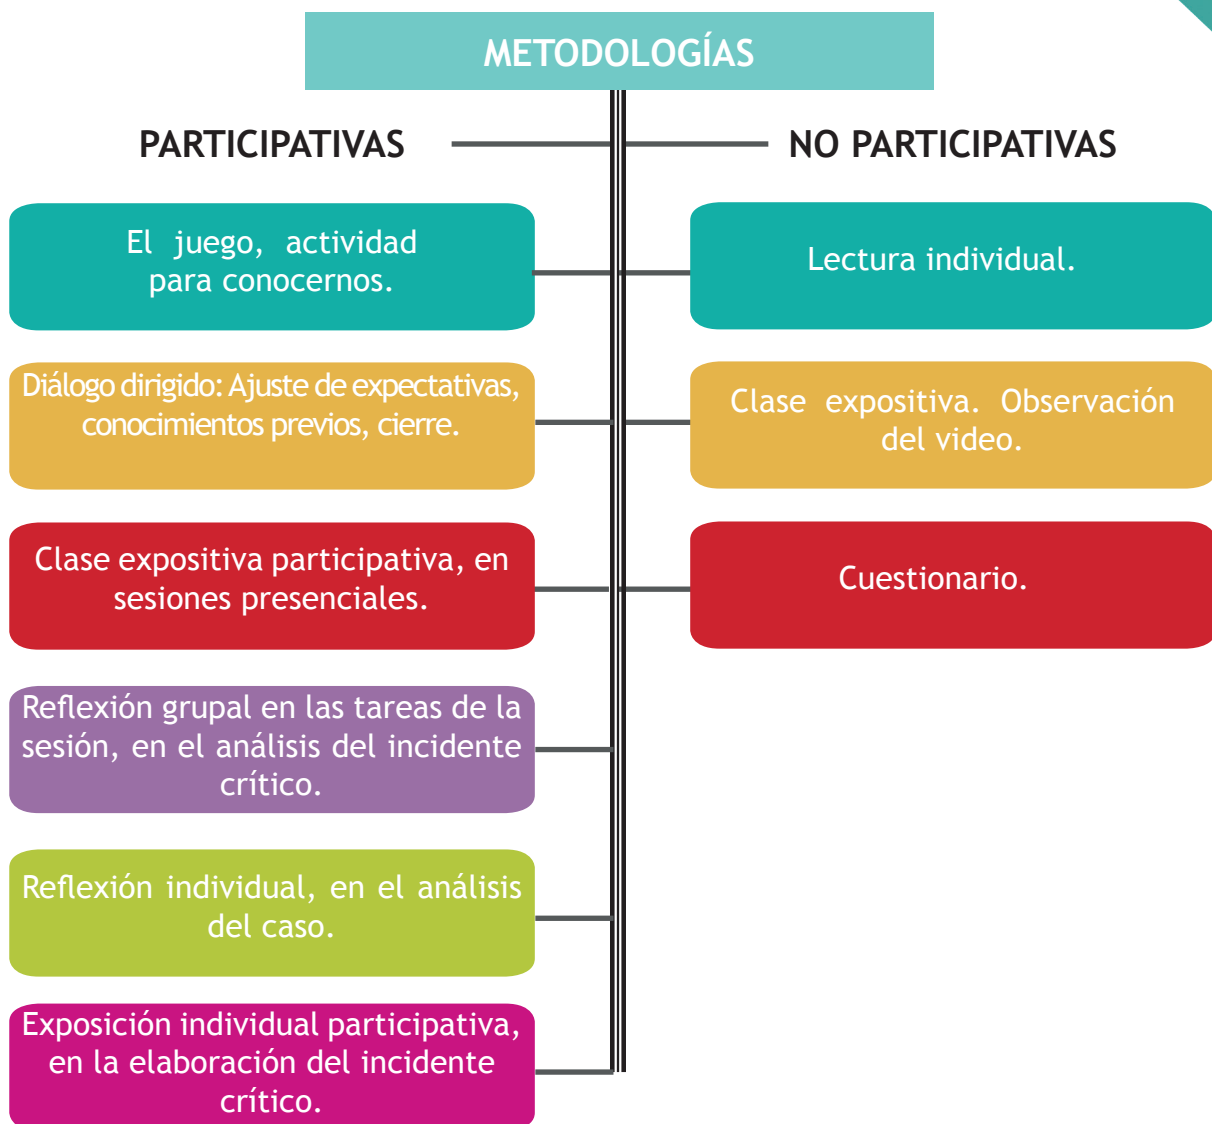 METODOLOGÍAS
PARTICIPATIVAS
NO PARTICIPATIVAS
El juego, actividad
para conocernos.
Lectura individual.
Diálogo dirigido: Ajuste de expectativas,
conocimientos previos, cierre.
Clase expositiva. Observación
del video.
Clase expositiva participativa, en
sesiones presenciales.
Cuestionario.
Reflexión grupal en las tareas de la
sesión, en el análisis del incidente
crítico.
Reflexión individual, en el análisis
del caso.
Exposición individual participativa,
en la elaboración del incidente
crítico.